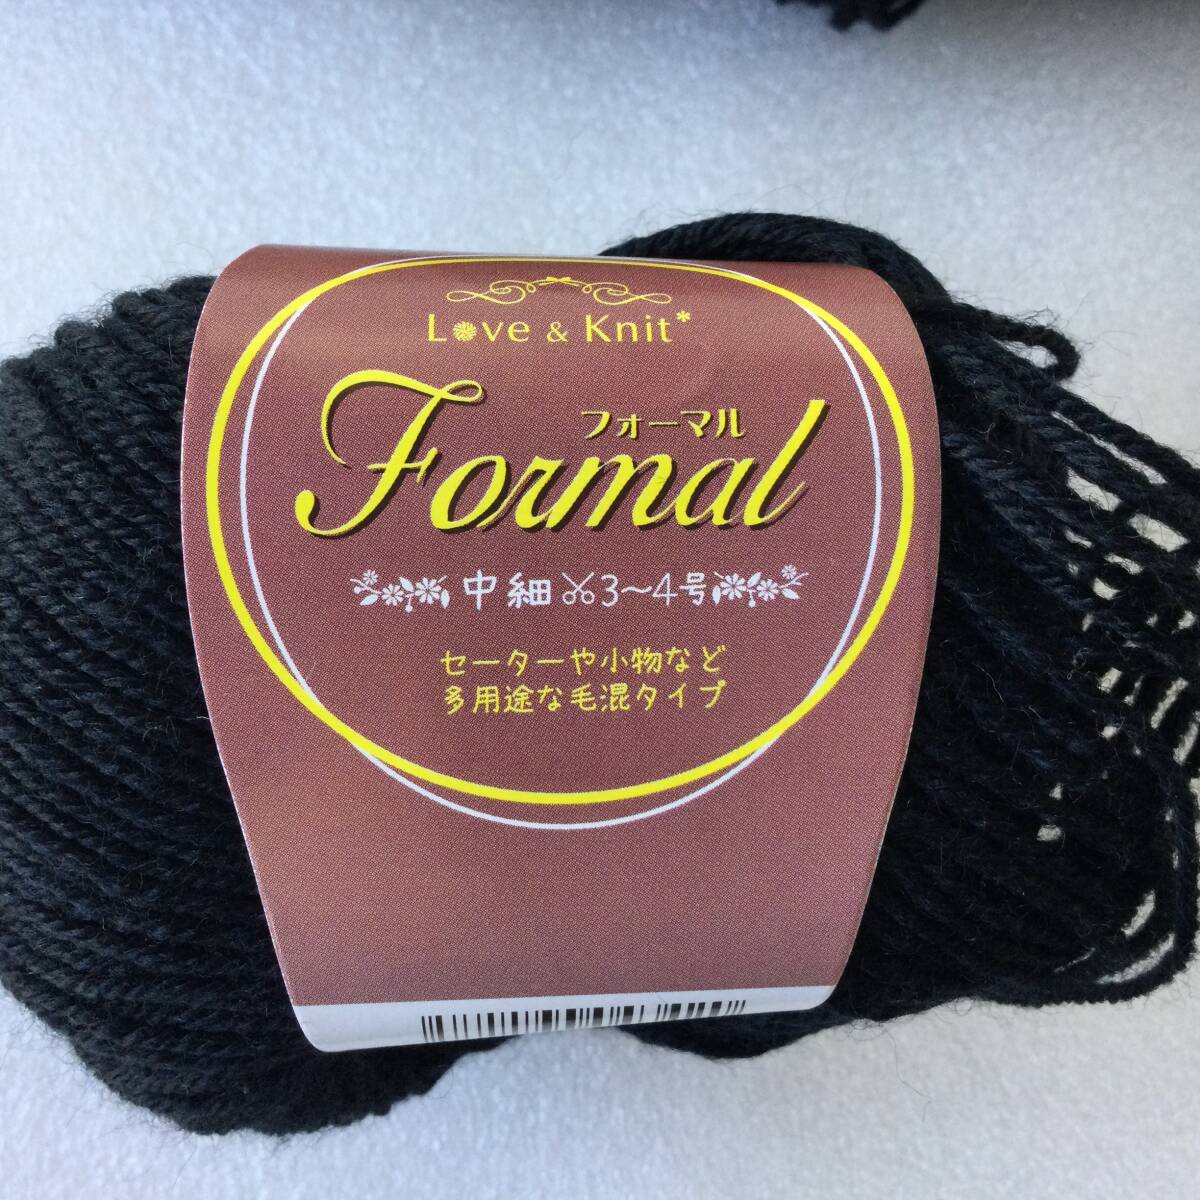 Love & Knit*
フォーマル
Formal
中細 3〜4号
セーターや小物など
多用途な毛混タイプ